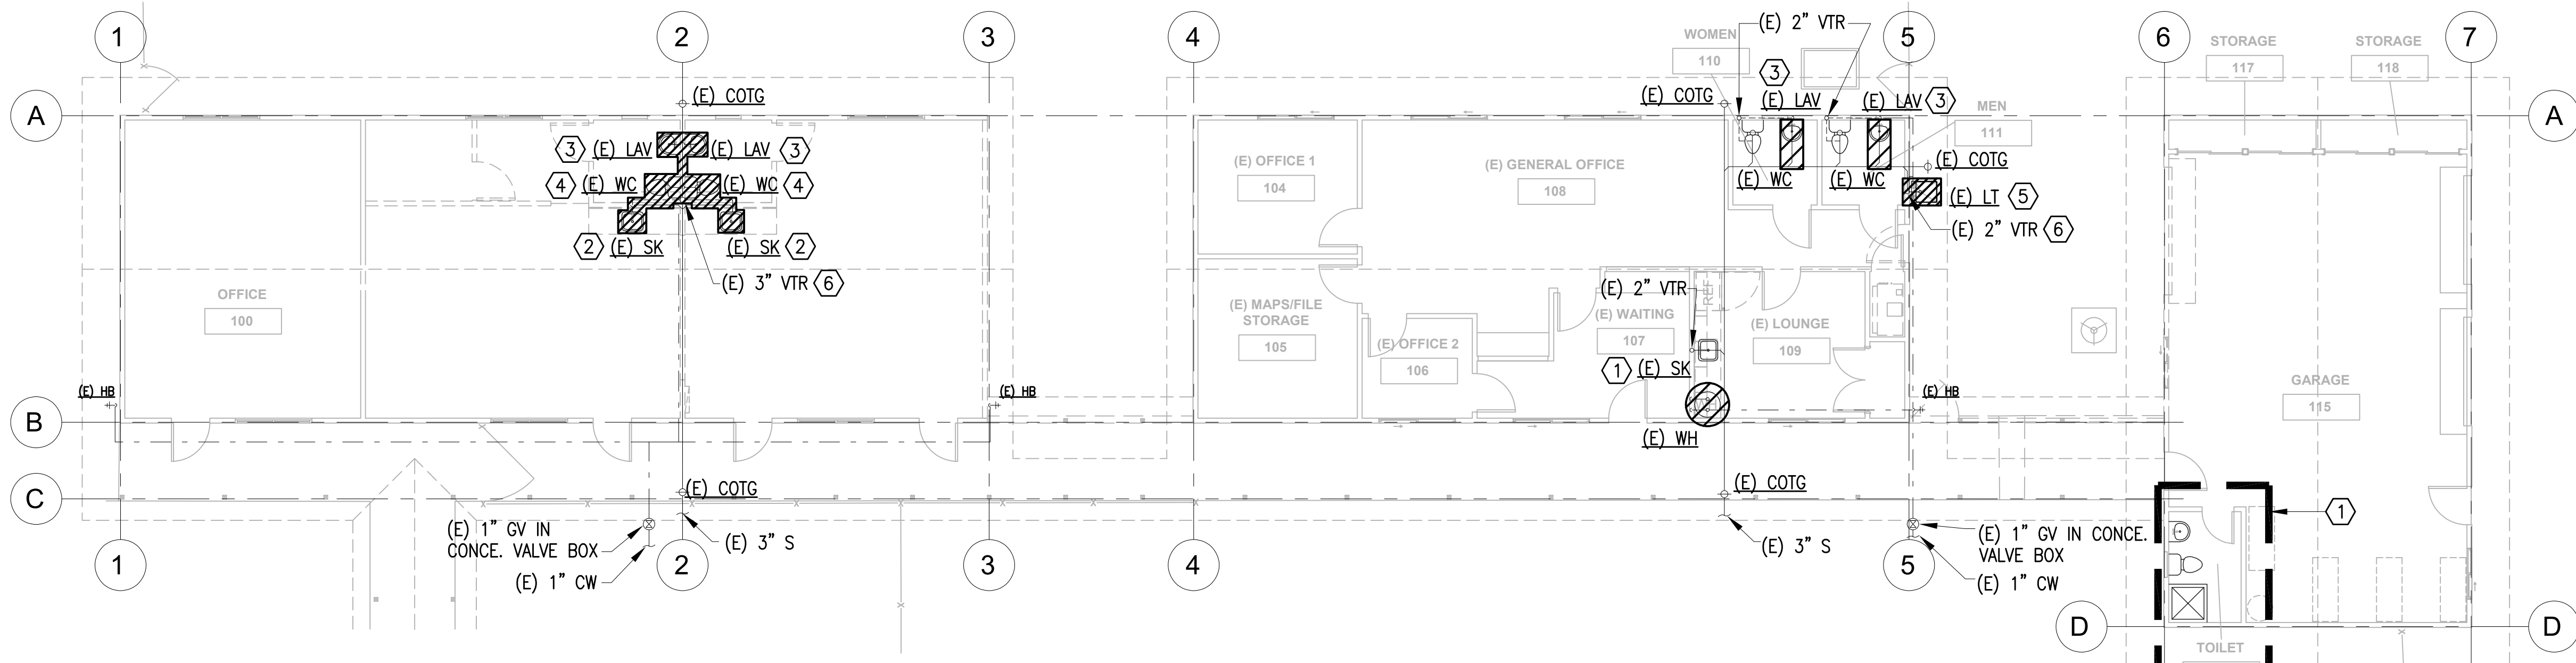 1
2
3
4
5
6
7
A
A
B
C
D
D
(E) COTG
3
(E) LAV
(E) LAV
3
4
(E) WC
(E) WC
4
2
(E) SK
(E) SK
2
(E) 3" VTR
6
OFFICE
100
(E) HB
(E) HB
(E) COTG
(E) 1" GV IN
CONCE. VALVE BOX
(E) 1" CW
(E) 3" S
1
2
3
4
5
(E) OFFICE 1
104
(E) MAPS/FILE
STORAGE
105
(E) OFFICE 2
106
(E) GENERAL OFFICE
108
(E) WAITING
107
(E) LOUNGE
109
REF
WOMEN
110
(E) 2" VTR
3
(E) COTG
(E) LAV
(E) LAV
3
MEN
111
(E) WC
(E) WC
(E) COTG
(E) LT
5
(E) 2" VTR
6
(E) 2" VTR
1
(E) SK
(E) WH
(E) HB
(E) COTG
(E) 3" S
(E) 1" GV IN CONCE.
VALVE BOX
(E) 1" CW
STORAGE
117
STORAGE
118
GARAGE
115
1
TOILET